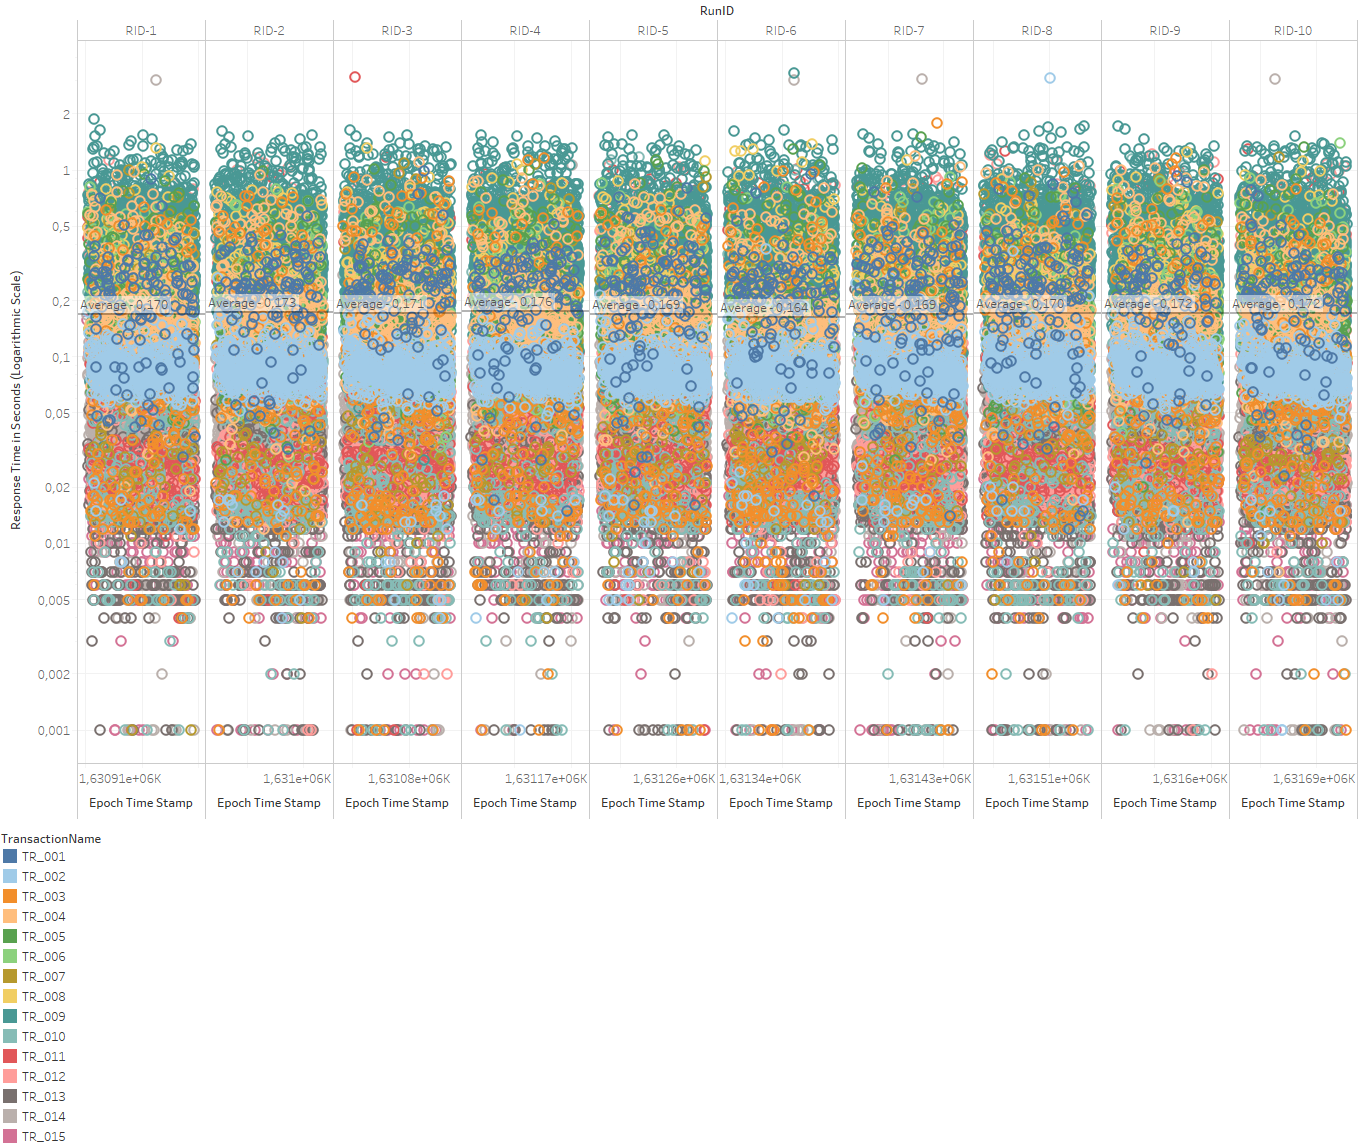 RunID
RID-1 RID-2 RID-3 RID-4 RID-5 RID-6 RID-7 RID-8 RID-9 RID-10
Response Time in Seconds (Logarithmic Scale)
2
1
0,5
0,2
0,1
0,05
0,02
0,01
0,005
0,002
0,001
Average - 0,170 Average - 0,173 Average - 0,171 Average - 0,176 Average - 0,169 Average - 0,164 Average - 0,169 Average - 0,170 Average - 0,172 Average - 0,172
1,63091e+06K 1,631e+06K 1,63108e+06K 1,63117e+06K 1,63126e+06K 1,63134e+06K 1,63143e+06K 1,63151e+06K 1,6316e+06K 1,63169e+06K
Epoch Time Stamp Epoch Time Stamp Epoch Time Stamp Epoch Time Stamp Epoch Time Stamp Epoch Time Stamp Epoch Time Stamp Epoch Time Stamp Epoch Time Stamp Epoch Time Stamp
TransactionName
TR_001
TR_002
TR_003
TR_004
TR_005
TR_006
TR_007
TR_008
TR_009
TR_010
TR_011
TR_012
TR_013
TR_014
TR_015